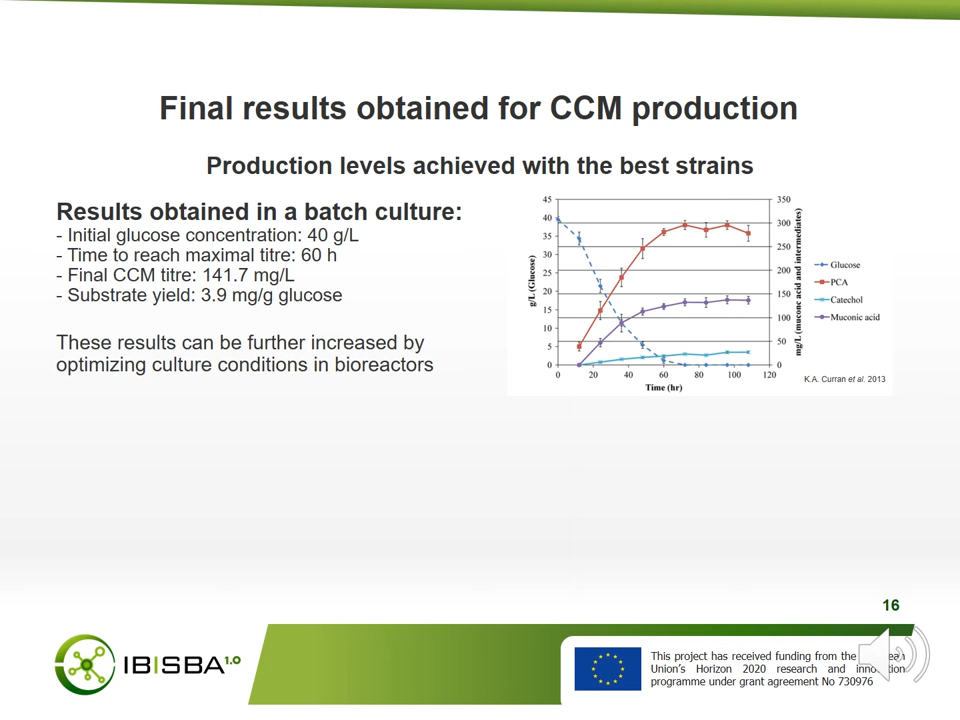 Final results obtained for CCM production
Production levels achieved with the best strains
Results obtained in a batch culture:
- Initial glucose concentration: 40 g/L
- Time to reach maximal titre: 60 h
- Final CCM titre: 141.7 mg/L
- Substrate yield: 3.9 mg/g glucose
These results can be further increased by
optimizing culture conditions in bioreactors
g/L (Glucose)
45
40
35
30
25
20
15
10
5
0
0 20 40 60 80 100 120
Time (hr)
350
300
250
200
150
100
50
0
mg/L (muconc acid and intermediates)
Glucose
PCA
Catechol
Muconic acid
K.A. Curran et al. 2013
16
IBISBA 1.0
This project has received funding from the
Union's Horizon 2020 research and
programme under grant agreement No 730976